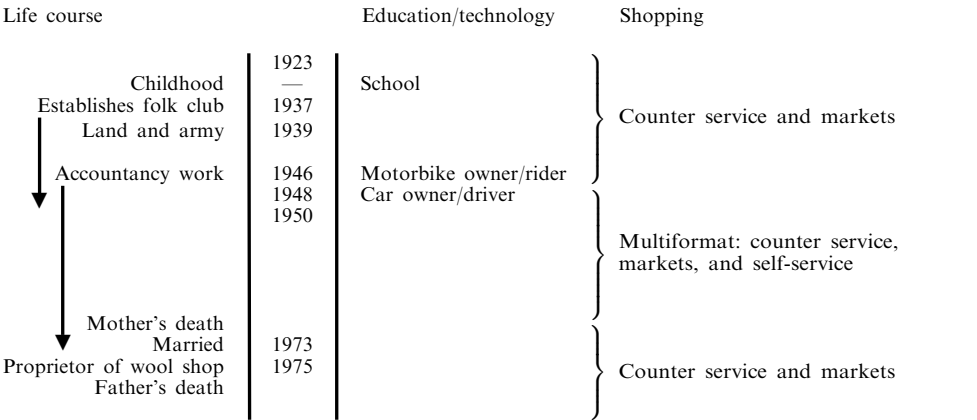 Life course Education/technology Shopping
1923
Childhood — School
Establishes folk club 1937
Counter service and markets
Land and army 1939
Accountancy work 1946 Motorbike owner/rider
1948 Car owner/driver
1950
Multiformat: counter service,
markets, and self-service
Mother's death
Married 1973
Proprietor of wool shop 1975
Counter service and markets
Father's death